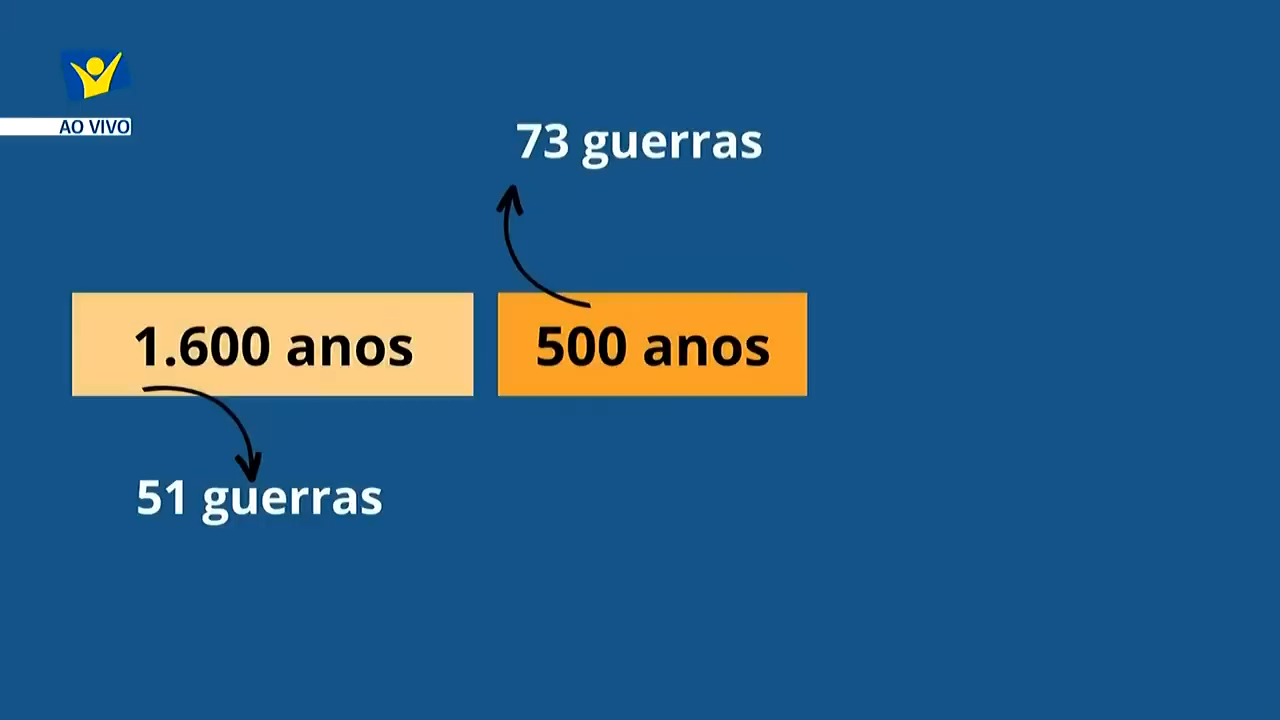 AO VIVO
73 guerras
1.600 anos
500 anos
51 guerras